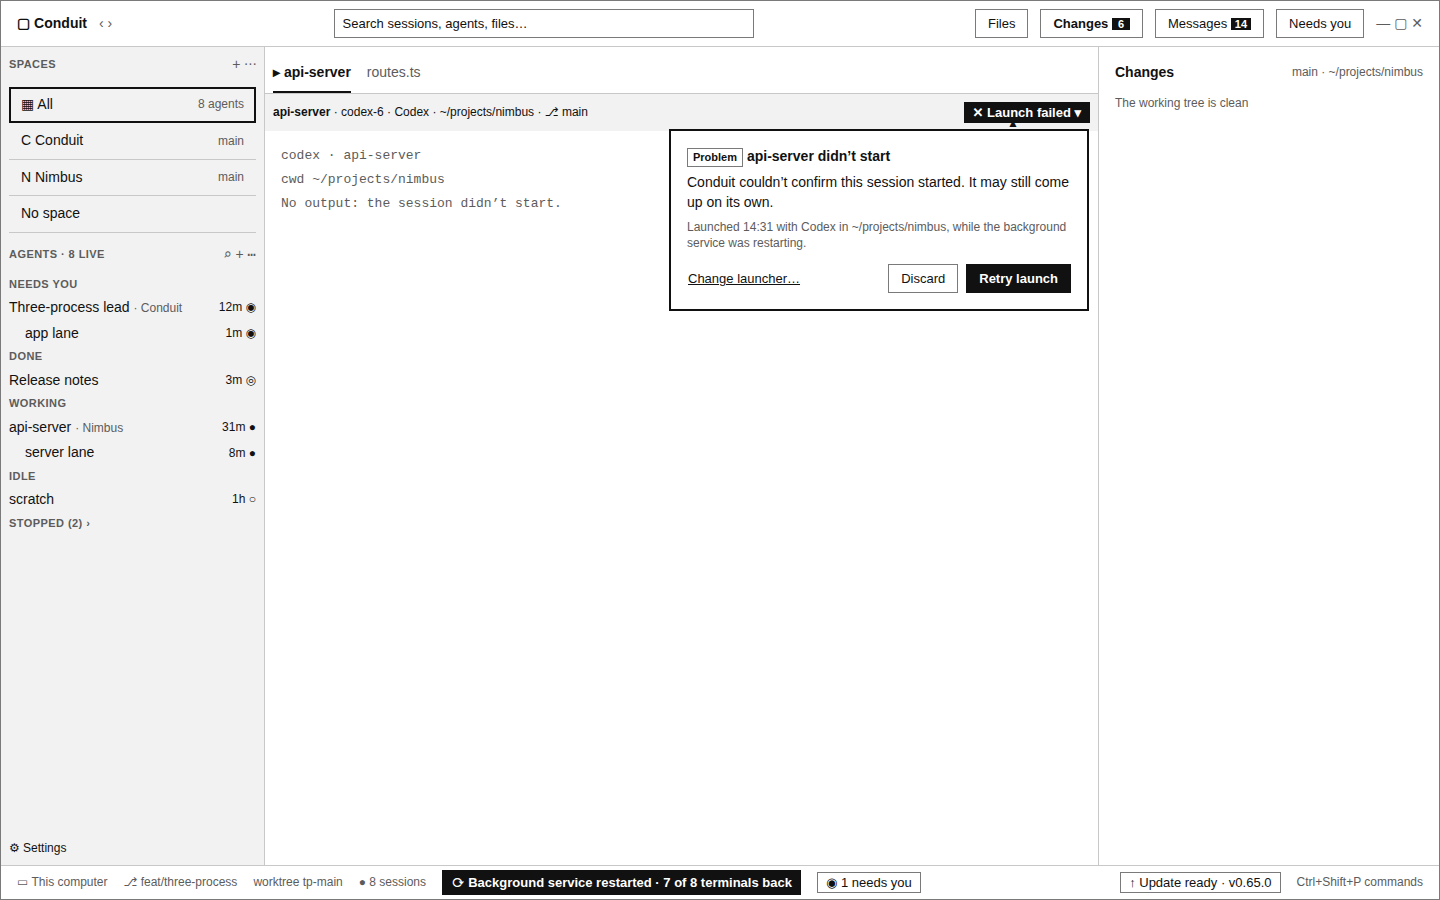 ▢ Conduit ‹ › Search sessions, agents, files… Files Changes 6 Messages 14 Needs you — ▢ ✕
SPACES + ···
▦ All 8 agents
C Conduit main
N Nimbus main
No space
AGENTS · 8 LIVE ⌕ + ···
NEEDS YOU
Three-process lead · Conduit 12m ◉
app lane 1m ◉
DONE
Release notes 3m ◎
WORKING
api-server · Nimbus 31m ●
server lane 8m ●
IDLE
scratch 1h ○
STOPPED (2) ›
⚙ Settings
▸ api-server routes.ts
api-server · codex-6 · Codex · ~/projects/nimbus · ⎇ main ✕ Launch failed ▾
codex · api-server
cwd ~/projects/nimbus
No output: the session didn’t start.
Problem api-server didn’t start
Conduit couldn’t confirm this session started. It may still come
up on its own.
Launched 14:31 with Codex in ~/projects/nimbus, while the background
service was restarting.
Change launcher… Discard Retry launch
Changes main · ~/projects/nimbus
The working tree is clean
▭ This computer ⎇ feat/three-process worktree tp-main ● 8 sessions ⟳ Background service restarted · 7 of 8 terminals back ◉ 1 needs you ↑ Update ready · v0.65.0 Ctrl+Shift+P commands